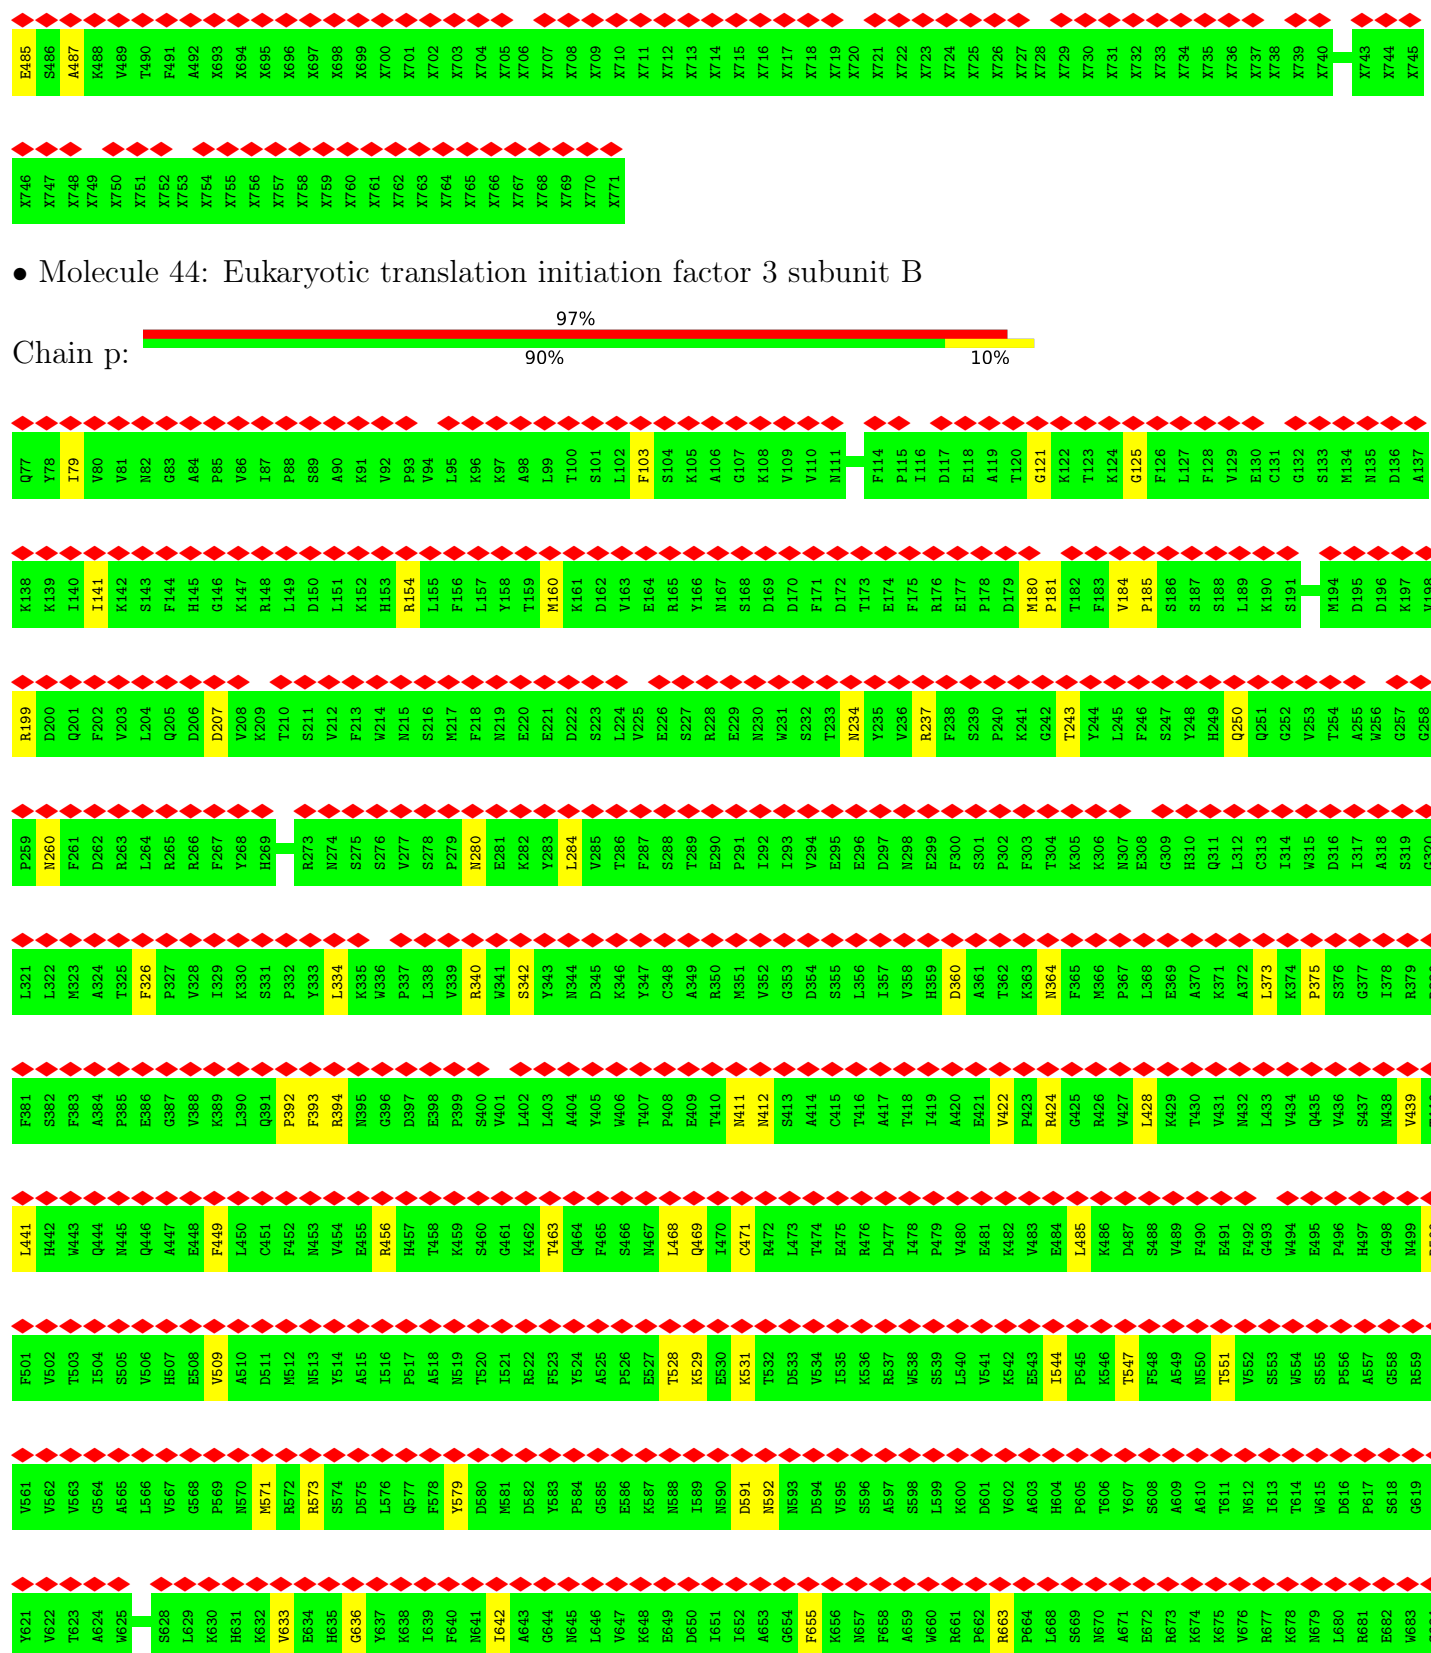 E485 S486 A487 K488 V489 T490 F491 A492 X693 X694 X695 X696 X697 X698 X699 X700 X701 X702 X703 X704 X705 X706 X707 X708 X709 X710 X711 X712 X713 X714 X715 X716 X717 X718 X719 X720 X721 X722 X723 X724 X725 X726 X727 X728 X729 X730 X731 X732 X733 X734 X735 X736 X737 X738 X739 X740 X743 X744 X745
X746 X747 X748 X749 X750 X751 X752 X753 X754 X755 X756 X757 X758 X759 X760 X761 X762 X763 X764 X765 X766 X767 X768 X769 X770 X771
• Molecule 44: Eukaryotic translation initiation factor 3 subunit B
97%
Chain p:
90% 10%
Q77 Y78 I79 V80 V81 N82 G83 A84 P85 V86 I87 P88 S89 A90 K91 V92 P93 V94 L95 K96 K97 A98 L99 T100 S101 L102 F103 S104 K105 A106 G107 K108 V109 V110 N111 F114 P115 I116 D117 E118 A119 T120 G121 K122 T123 K124 G125 F126 L127 F128 V129 E130 C131 G132 S133 M134 N135 D136 A137
K138 K139 I140 I141 K142 S143 F144 H145 G146 K147 R148 L149 D150 L151 K152 H153 R154 L155 F156 L157 Y158 T159 M160 K161 D162 V163 E164 R165 Y166 N167 S168 D169 D170 F171 D172 T173 E174 F175 R176 E177 P178 D179 M180 P181 T182 F183 V184 P185 S186 S187 S188 L189 K190 S191 M194 D195 D196 K197 V198
R199 D200 Q201 F202 V203 L204 Q205 D206 D207 V208 K209 T210 S211 V212 F213 W214 N215 S216 M217 F218 N219 E220 E221 D222 S223 L224 V225 E226 S227 R228 E229 N230 W231 S232 T233 N234 Y235 V236 R237 F238 S239 P240 K241 G242 T243 Y244 L245 F246 S247 Y248 H249 Q250 Q251 G252 V253 T254 A255 W256 G257 G258
P259 N260 F261 D262 R263 L264 R265 R266 F267 Y268 H269 R273 N274 S275 S276 V277 S278 P279 N280 E281 K282 Y283 L284 V285 T286 F287 S288 T289 E290 P291 I292 I293 V294 E295 E296 D297 N298 E299 F300 S301 P302 F303 T304 K305 K306 N307 E308 G309 H310 Q311 L312 C313 I314 W315 D316 I317 A318 S319 G320
L321 L322 M323 A324 T325 F326 P327 V328 I329 K330 S331 P332 Y333 L334 K335 W336 P337 L338 V339 R340 W341 S342 Y343 N344 D345 K346 Y347 C348 A349 R350 M351 V352 G353 D354 S355 L356 I357 V358 H359 D360 A361 T362 K363 N364 F365 M366 P367 L368 E369 A370 K371 A372 L373 K374 P375 S376 G377 I378 R379
F381 S382 F383 A384 P385 E386 G387 V388 K389 L390 Q391 P392 F393 R394 N395 G396 D397 E398 P399 S400 V401 L402 L403 A404 Y405 W406 T407 P408 E409 T410 N411 N412 S413 A414 C415 T416 A417 T418 I419 A420 E421 V422 P423 R424 G425 R426 V427 L428 K429 T430 V431 N432 L433 V434 Q435 V436 S437 N438 V439
L441 H442 W443 Q444 N445 Q446 A447 E448 F449 L450 C451 F452 N453 V454 E455 R456 H457 T458 K459 S460 G461 K462 T463 Q464 F465 S466 N467 L468 Q469 I470 C471 R472 L473 T474 E475 R476 D477 I478 P479 V480 E481 K482 V483 E484 L485 K486 D487 S488 V489 F490 E491 F492 G493 W494 E495 P496 H497 G498 N499
F501 V502 T503 I504 S505 V506 H507 E508 V509 A510 D511 M512 N513 Y514 A515 I516 P517 A518 N519 T520 I521 R522 F523 Y524 A525 P526 E527 T528 K529 E530 K531 T532 D533 V534 I535 K536 R537 W538 S539 L540 V541 K542 E543 I544 P545 K546 T547 F548 A549 N550 T551 V552 S553 W554 S555 P556 A557 G558 R559
V561 V562 V563 G564 A565 L566 V567 G568 P569 N570 M571 R572 R573 S574 D575 L576 Q577 F578 Y579 D580 M581 D582 Y583 P584 G585 E586 K587 N588 I589 N590 D591 N592 N593 D594 V595 S596 A597 S598 L599 K600 D601 V602 A603 H604 P605 T606 Y607 S608 A609 A610 T611 N612 I613 T614 W615 D616 P617 S618 G619
Y621 V622 T623 A624 W625 S628 L629 K630 H631 K632 V633 E634 H635 G636 Y637 K638 I639 F640 N641 I642 A643 G644 N645 L646 V647 K648 E649 D650 I651 I652 A653 G654 F655 K656 N657 F658 A659 W660 R661 P662 R663 P664 L668 S669 N670 A671 E672 R673 K674 K675 V676 R677 K678 N679 L680 R681 E682 W683